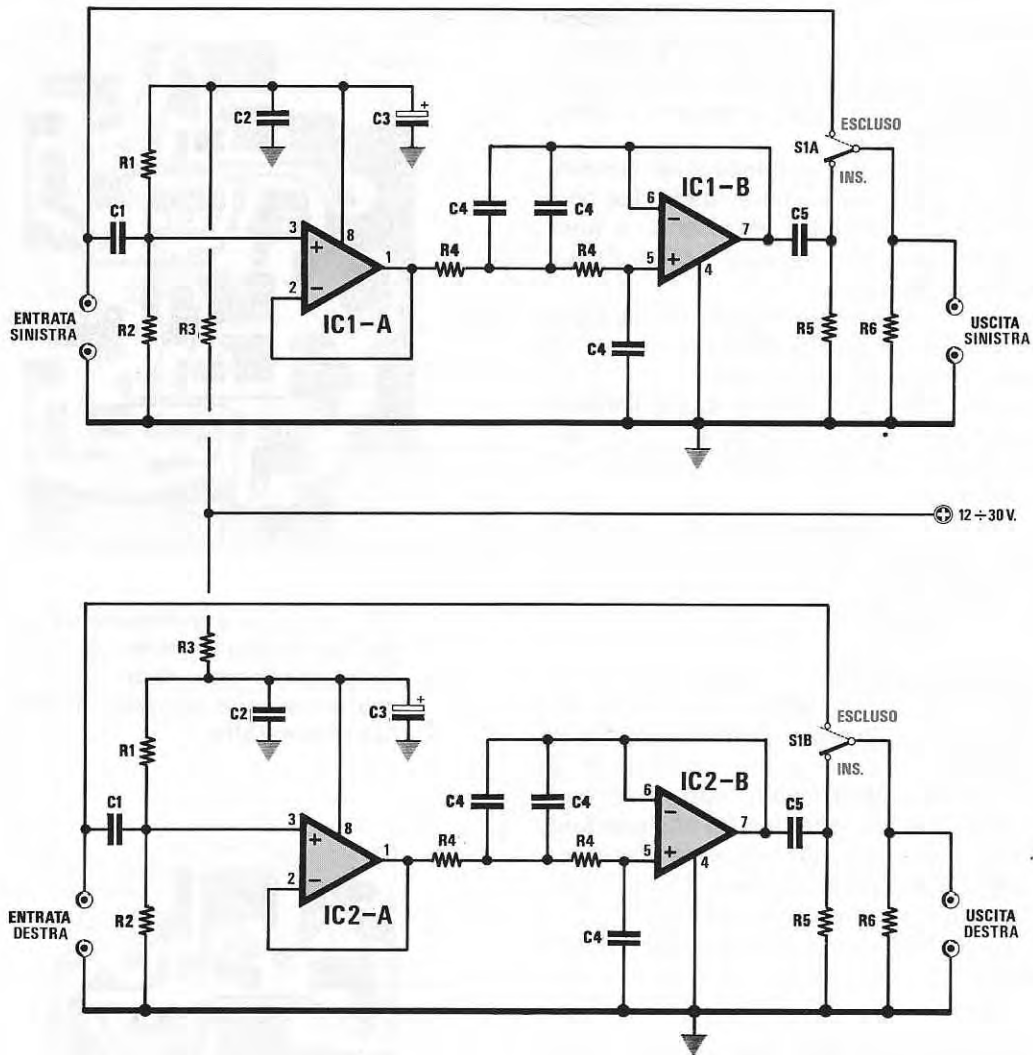 C2
C3
+
ESCLUSO
S1A
INS.
R1
C1
C4
C4
6
−
IC1-B
7
C5
3
+
8
1
R4
R4
5
+
4
2
−
IC1-A
ENTRATA
SINISTRA
R2
R3
C4
R5
R6
USCITA
SINISTRA
+ 12÷30 V.
R3
C2
C3
+
ESCLUSO
S1B
INS.
R1
C1
C4
C4
6
−
IC2-B
7
C5
3
+
8
1
R4
R4
5
+
4
2
−
IC2-A
ENTRATA
DESTRA
R2
C4
R5
R6
USCITA
DESTRA